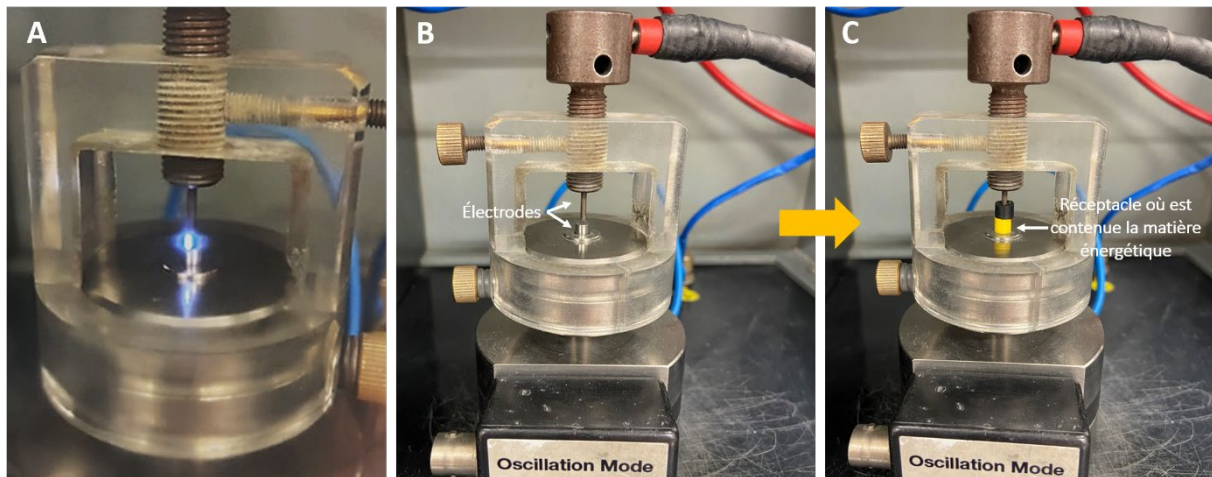 A
B
C
Électrodes
Réceptacle où est
contenue la matière
énergétique
Oscillation Mode
Oscillation Mode